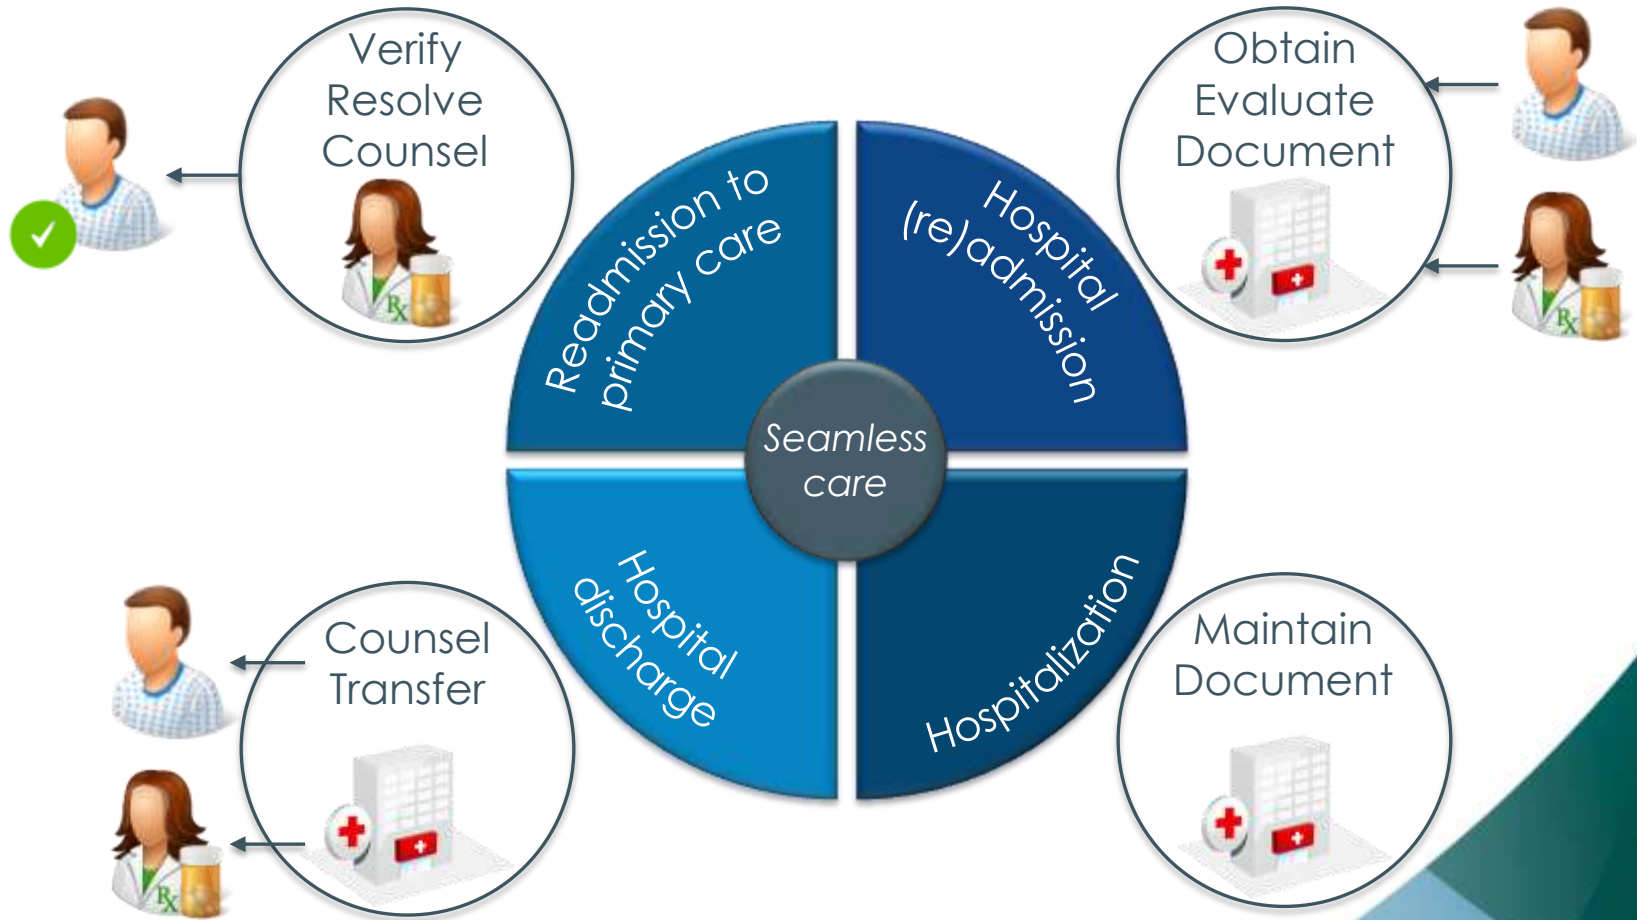 Verify
Resolve
Counsel
Obtain
Evaluate
Document
Readmission to
primary care
Hospital
(re)admission
Seamless
care
Hospital
discharge
Hospitalization
Counsel
Transfer
Maintain
Document
Rx
Rx
Rx